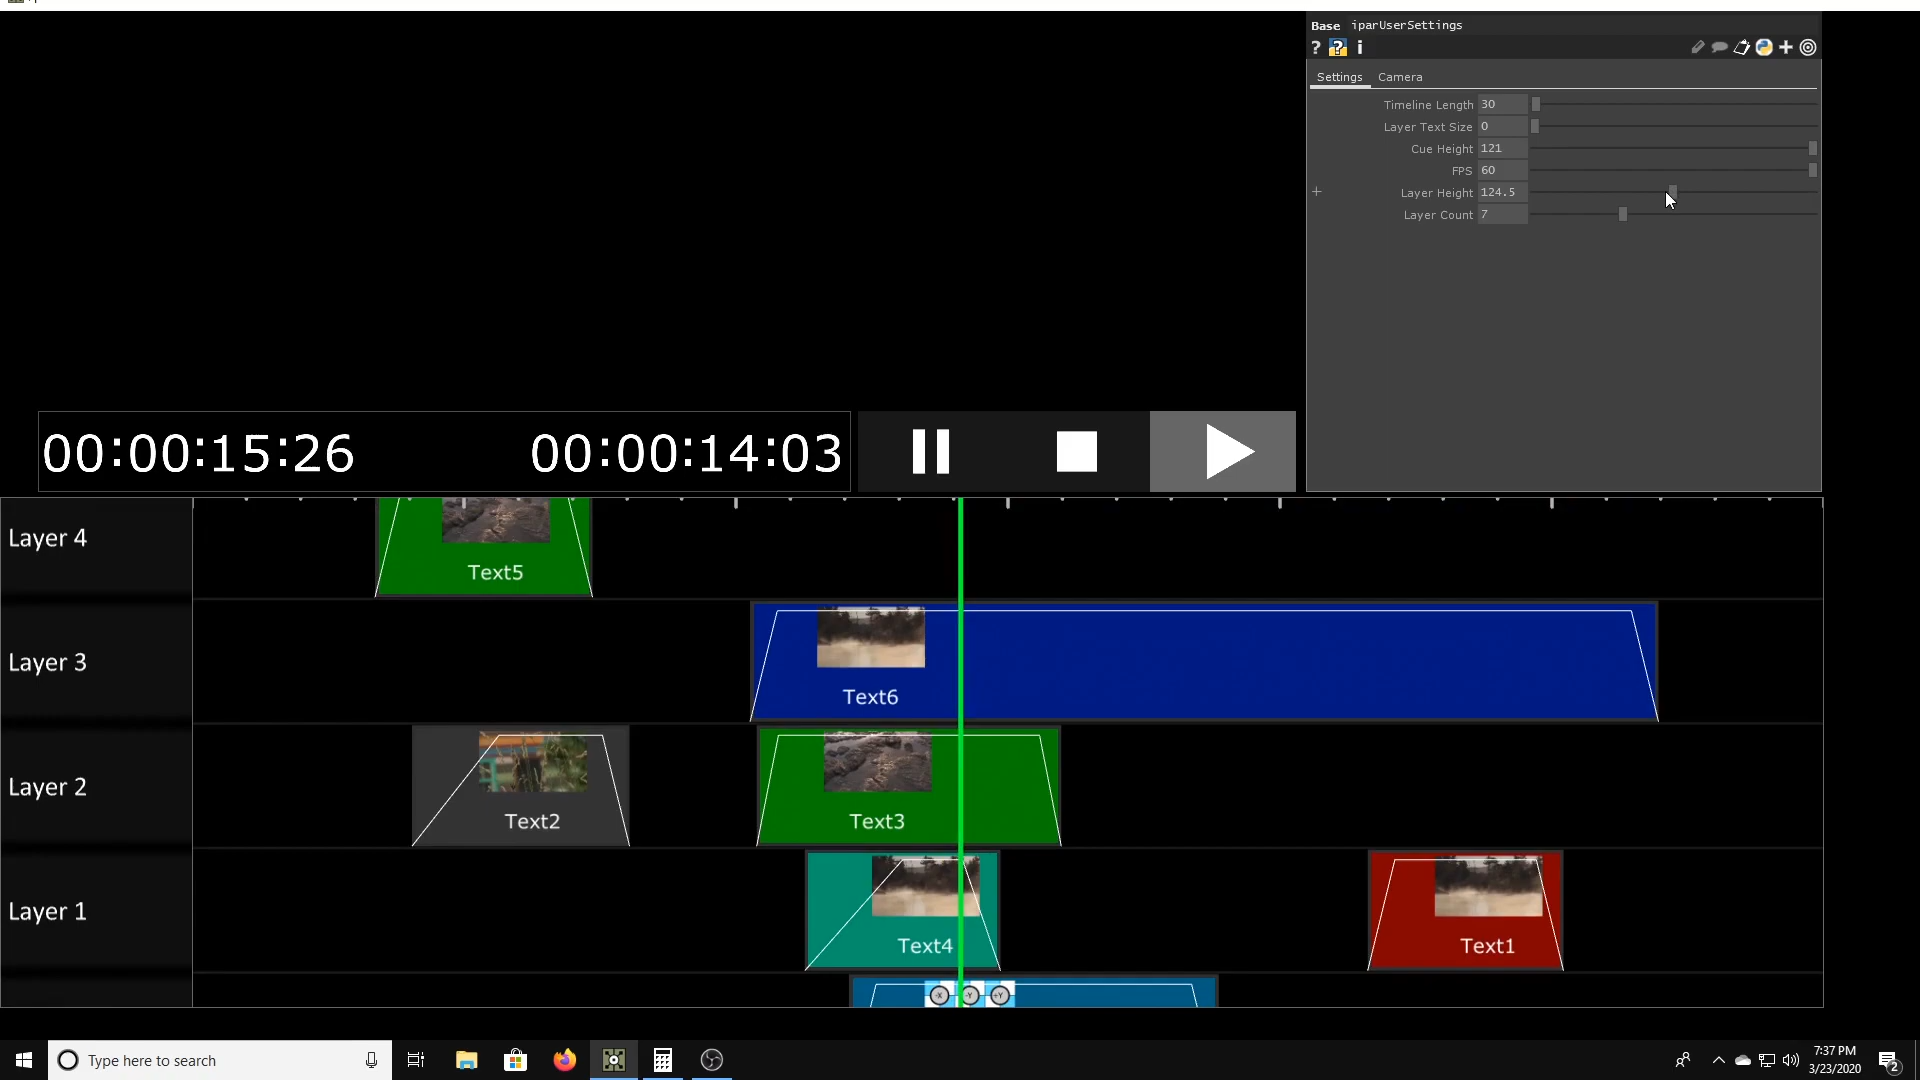 Base iparUserSettings
? ? i
Settings Camera
Timeline Length 30
Layer Text Size 0
Cue Height 121
FPS 60
+ Layer Height 124.5
Layer Count 7
00:00:15:26 00:00:14:03
Layer 4
Text5
Layer 3
Text6
Layer 2
Text2 Text3
Layer 1
Text4 Text1
-X -Y +Y
Type here to search
7:37 PM
3/23/2020
2